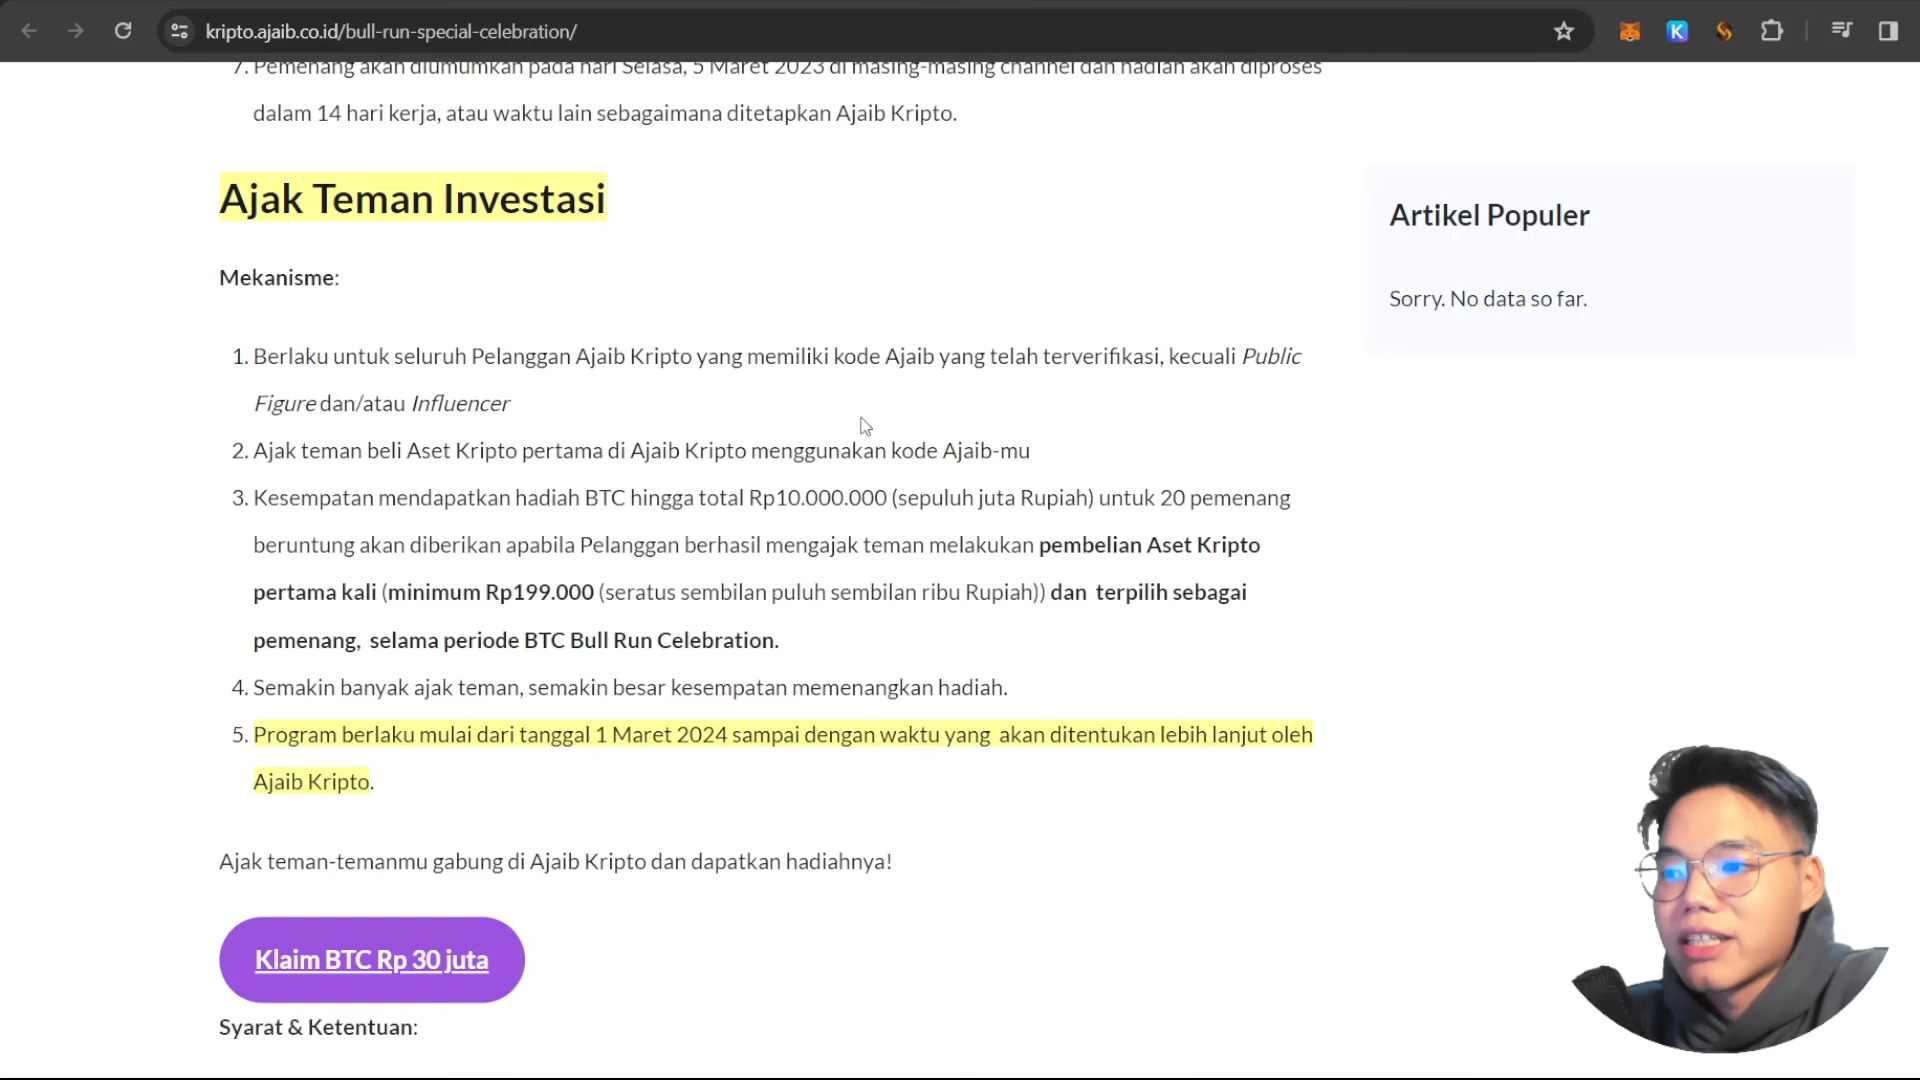 kripto.ajaib.co.id/bull-run-special-celebration/
7. Pemenang akan diumumkan pada hari Selasa, 5 Maret 2023 di masing-masing channel dan hadiah akan diproses
dalam 14 hari kerja, atau waktu lain sebagaimana ditetapkan Ajaib Kripto.
Ajak Teman Investasi
Mekanisme:
1. Berlaku untuk seluruh Pelanggan Ajaib Kripto yang memiliki kode Ajaib yang telah terverifikasi, kecuali Public
Figure dan/atau Influencer
2. Ajak teman beli Aset Kripto pertama di Ajaib Kripto menggunakan kode Ajaib-mu
3. Kesempatan mendapatkan hadiah BTC hingga total Rp10.000.000 (sepuluh juta Rupiah) untuk 20 pemenang
beruntung akan diberikan apabila Pelanggan berhasil mengajak teman melakukan pembelian Aset Kripto
pertama kali (minimum Rp199.000 (seratus sembilan puluh sembilan ribu Rupiah)) dan terpilih sebagai
pemenang, selama periode BTC Bull Run Celebration.
4. Semakin banyak ajak teman, semakin besar kesempatan memenangkan hadiah.
5. Program berlaku mulai dari tanggal 1 Maret 2024 sampai dengan waktu yang akan ditentukan lebih lanjut oleh
Ajaib Kripto.
Ajak teman-temanmu gabung di Ajaib Kripto dan dapatkan hadiahnya!
Klaim BTC Rp 30 juta
Syarat & Ketentuan:
Artikel Populer
Sorry. No data so far.